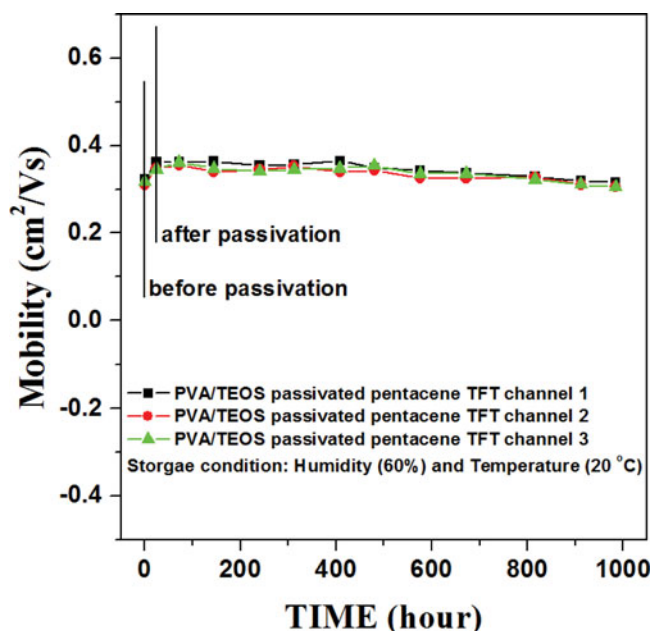 Mobility (cm²/Vs)
0.6
0.4
0.2
0.0
-0.2
-0.4
after passivation
before passivation
PVA/TEOS passivated pentacene TFT channel 1
PVA/TEOS passivated pentacene TFT channel 2
PVA/TEOS passivated pentacene TFT channel 3
Storgae condition: Humidity (60%) and Temperature (20 °C)
0 200 400 600 800 1000
TIME (hour)